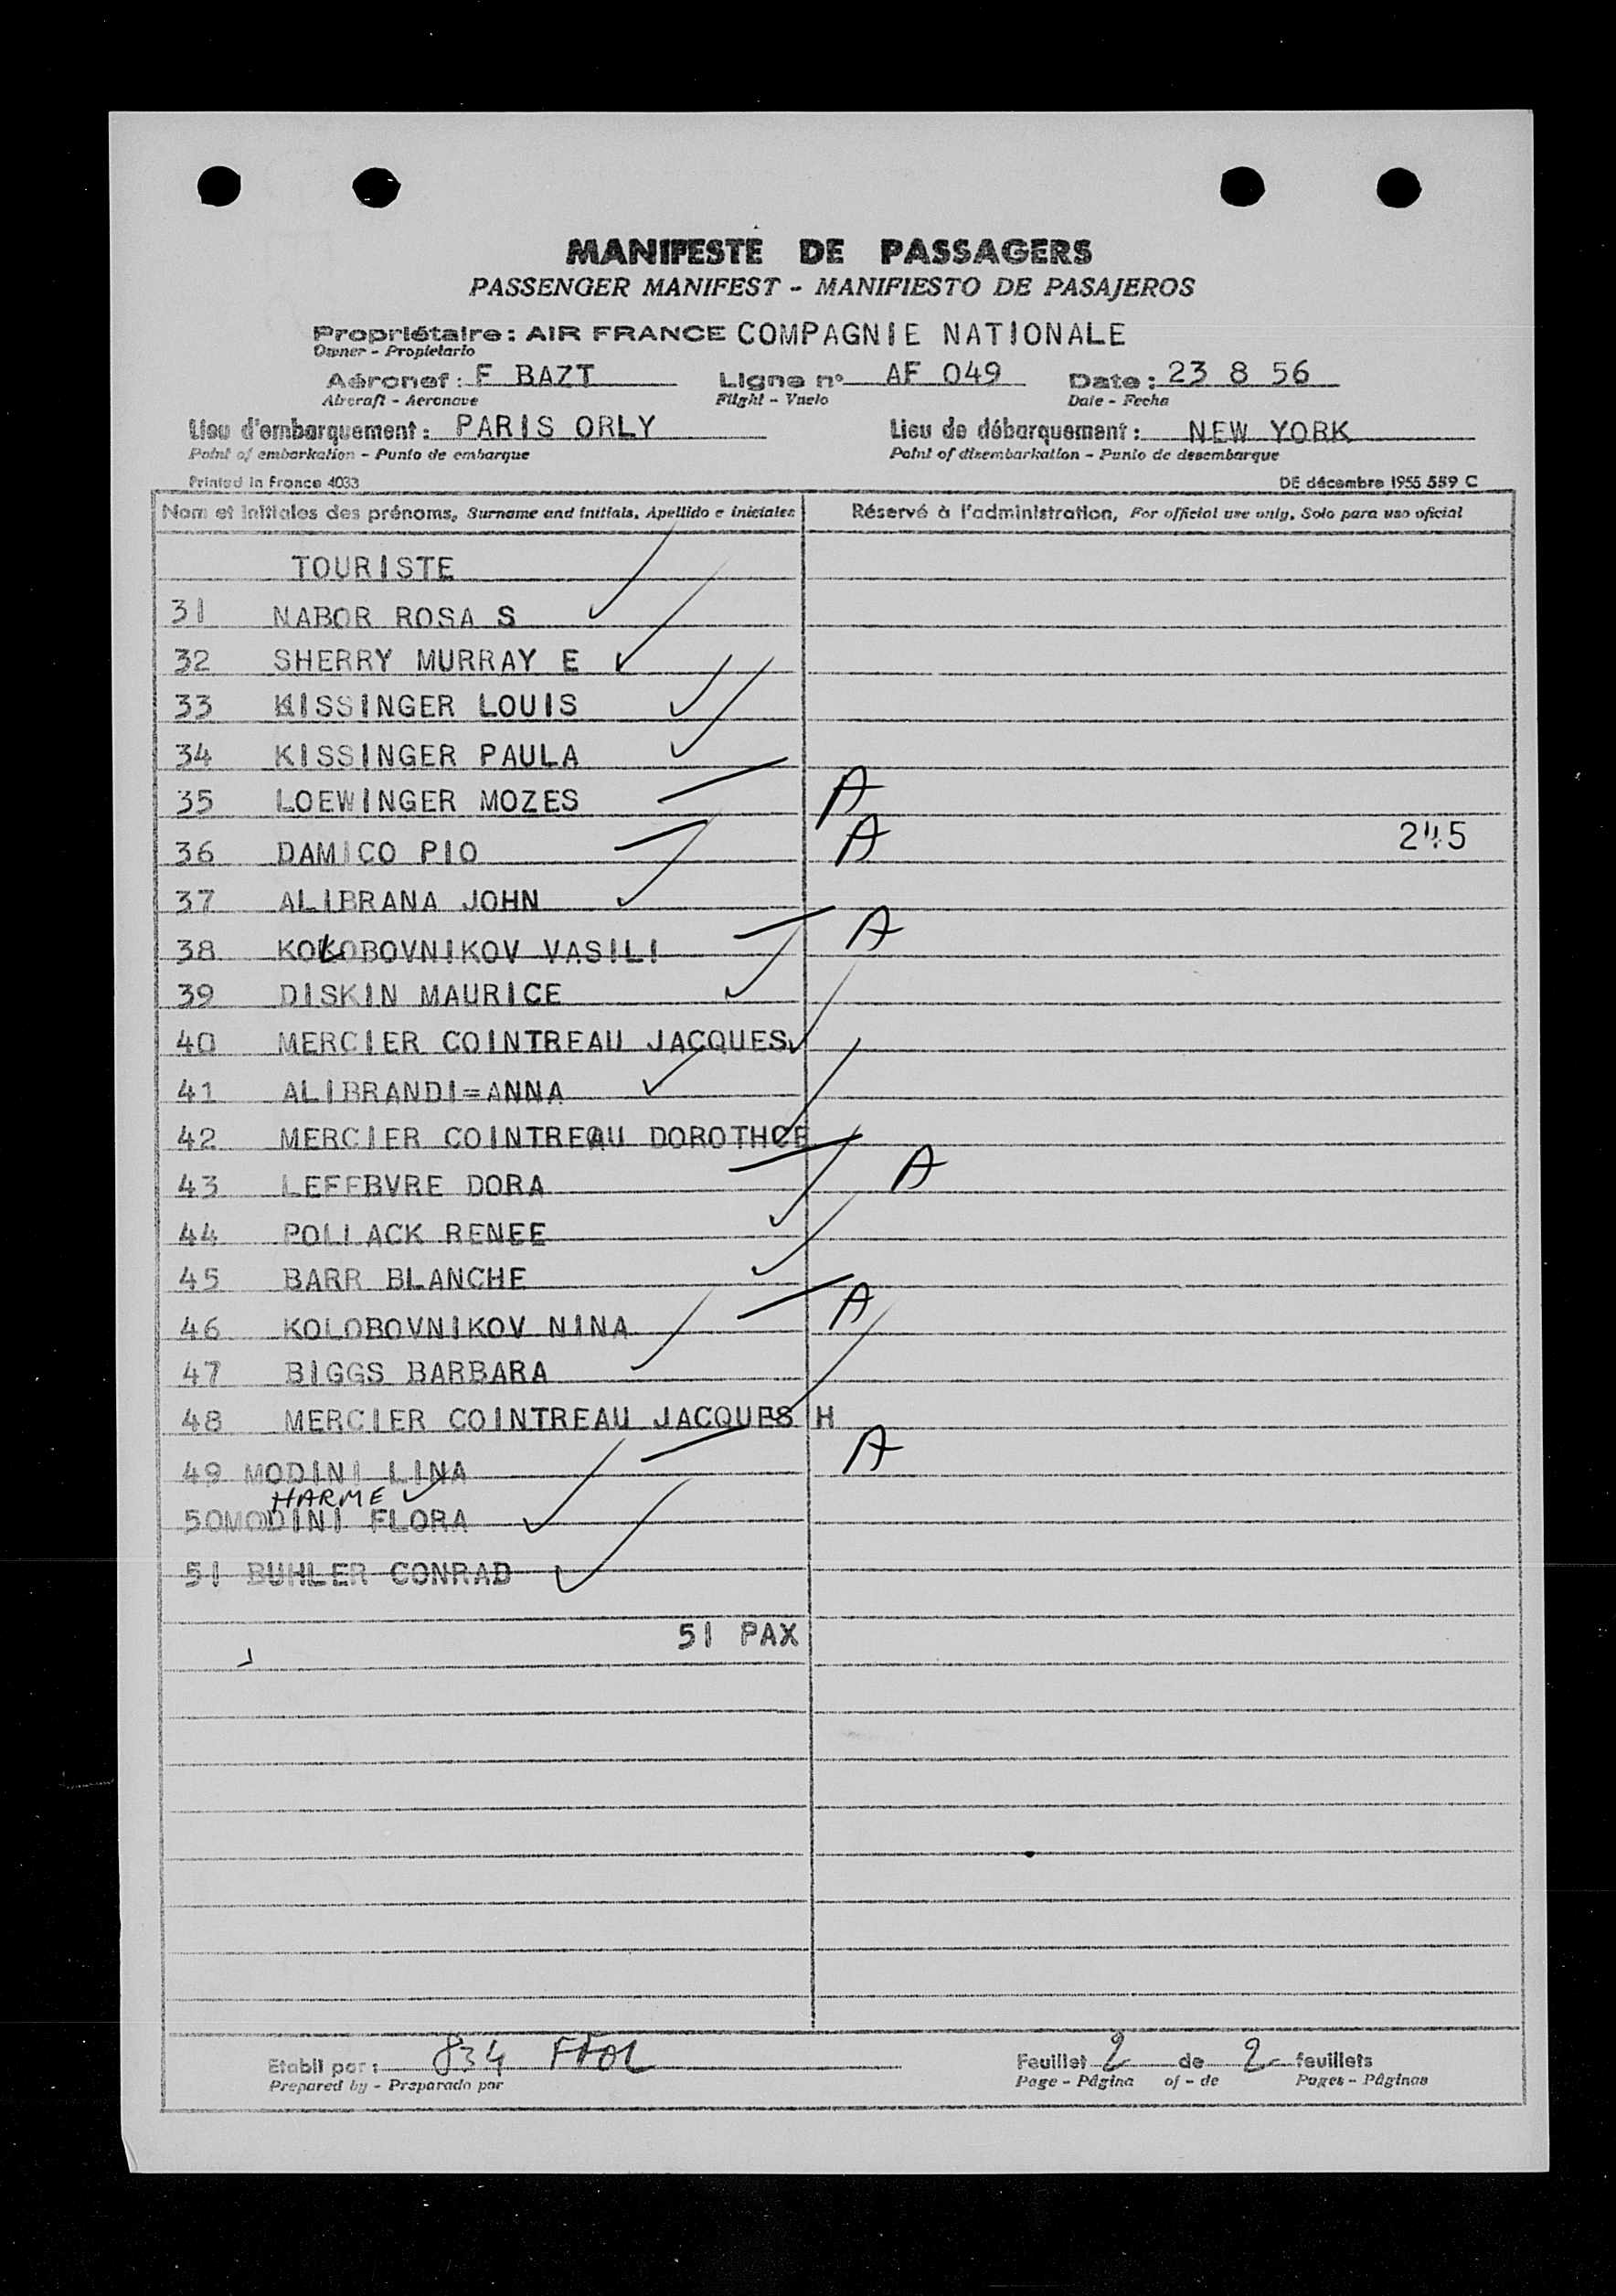 MANIFESTE DE PASSAGERS
PASSENGER MANIFEST - MANIFIESTO DE PASAJEROS
Propriétaire : AIR FRANCE COMPAGNIE NATIONALE
Owner - Propietario
Aéronef : F BAZT Ligne n° AF 049 Date : 23 8 56
Aircraft - Aeronave Flight - Vuelo Date - Fecha
Lieu d'embarquement : PARIS ORLY Lieu de débarquement : NEW YORK
Point of embarkation - Punto de embarque Point of disembarkation - Punto de desembarque
Printed in France 4033 DE décembre 1955 559 C
Nom et initiales des prénoms, Surname and initials, Apellido e iniciales Réservé à l'administration, For official use only, Solo para uso oficial
TOURISTE
31 NABOR ROSA S
32 SHERRY MURRAY E
33 KISSINGER LOUIS
34 KISSINGER PAULA
35 LOEWINGER MOZES A
36 DAMICO PIO A 245
37 ALIBRANA JOHN
38 KOLOBOVNIKOV VASILI A
39 DISKIN MAURICE
40 MERCIER COINTREAU JACQUES
41 ALIBRANDI=ANNA
42 MERCIER COINTREAU DOROTHCE
43 LEFFBVRE DORA A
44 POLLACK RENEE
45 BARR BLANCHE
46 KOLOBOVNIKOV NINA A
47 BIGGS BARBARA
48 MERCIER COINTREAU JACQUES H
49 MODINI LINA A
HARME
50MODINI FLORA
51 BUHLER CONRAD
51 PAX
Etabli par : 834
Prepared by - Preparado por
Feuillet 2 de 2 feuillets
Page - Página of - de Pages - Páginas